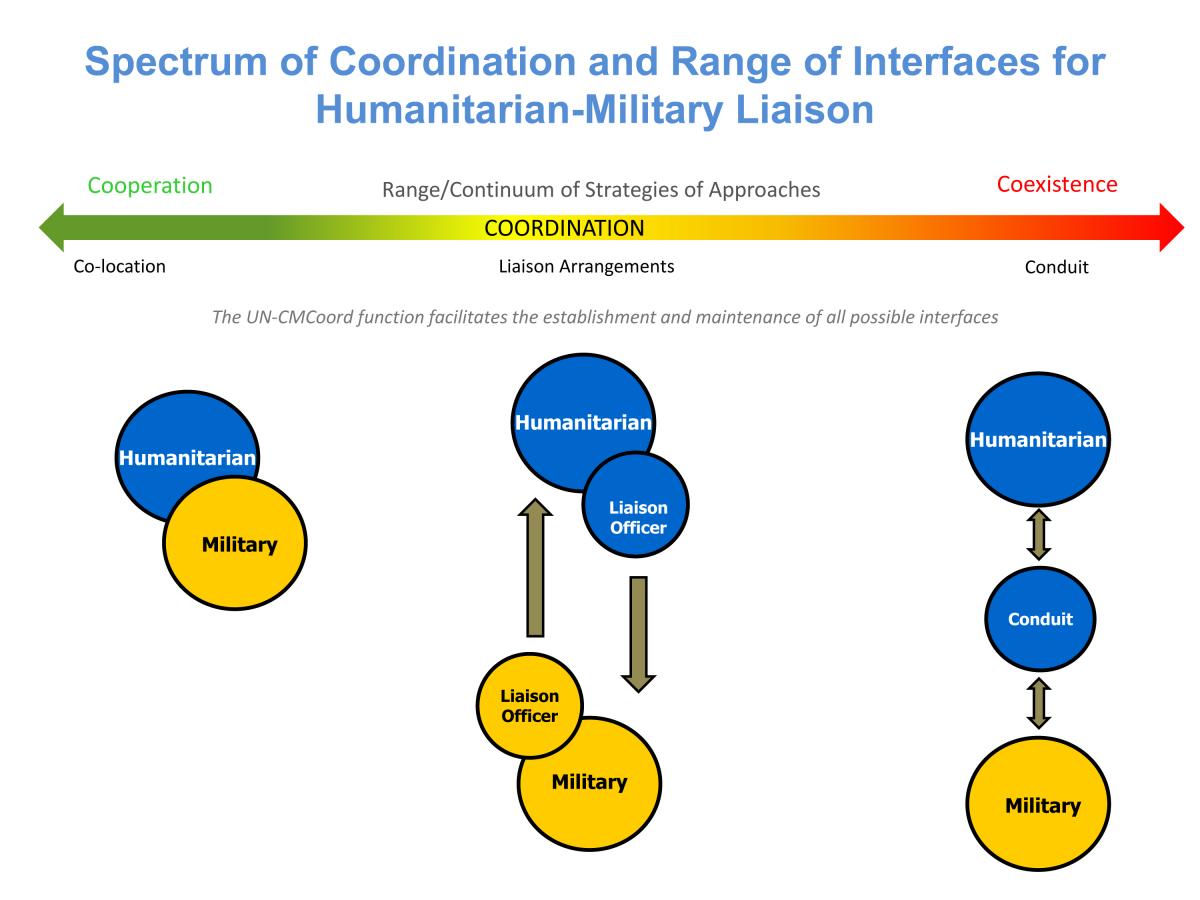 Spectrum of Coordination and Range of Interfaces for
Humanitarian-Military Liaison
Cooperation
Range/Continuum of Strategies of Approaches
Coexistence
COORDINATION
Co-location
Liaison Arrangements
Conduit
The UN-CMCoord function facilitates the establishment and maintenance of all possible interfaces
Humanitarian
Military
Humanitarian
Liaison
Officer
Liaison
Officer
Military
Humanitarian
Conduit
Military